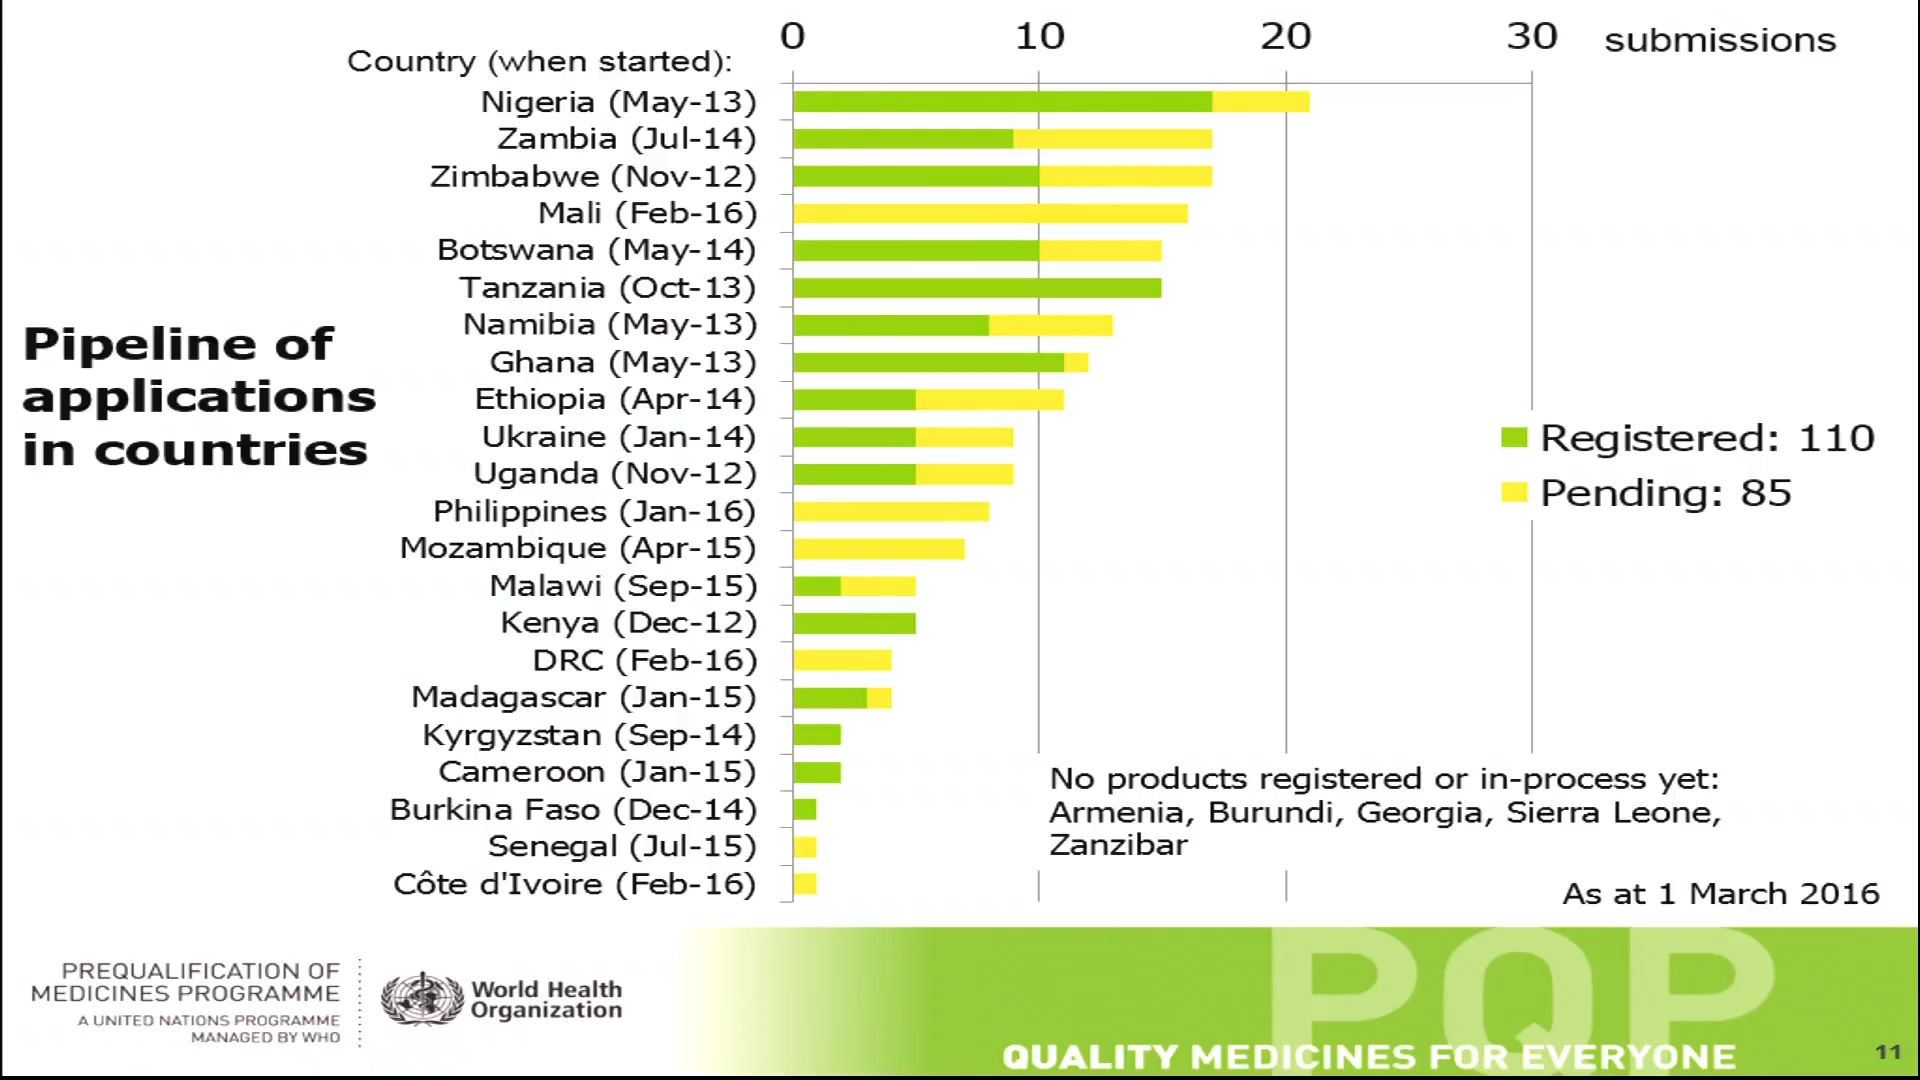 0 10 20 30 submissions
Country (when started):
Nigeria (May-13)
Zambia (Jul-14)
Zimbabwe (Nov-12)
Mali (Feb-16)
Botswana (May-14)
Tanzania (Oct-13)
Namibia (May-13)
Ghana (May-13)
Ethiopia (Apr-14)
Ukraine (Jan-14)
Uganda (Nov-12)
Philippines (Jan-16)
Mozambique (Apr-15)
Malawi (Sep-15)
Kenya (Dec-12)
DRC (Feb-16)
Madagascar (Jan-15)
Kyrgyzstan (Sep-14)
Cameroon (Jan-15)
Burkina Faso (Dec-14)
Senegal (Jul-15)
Côte d'Ivoire (Feb-16)
Pipeline of
applications
in countries
Registered: 110
Pending: 85
No products registered or in-process yet:
Armenia, Burundi, Georgia, Sierra Leone,
Zanzibar
As at 1 March 2016
PREQUALIFICATION OF
MEDICINES PROGRAMME
A UNITED NATIONS PROGRAMME
MANAGED BY WHO
World Health
Organization
PQP
QUALITY MEDICINES FOR EVERYONE
11